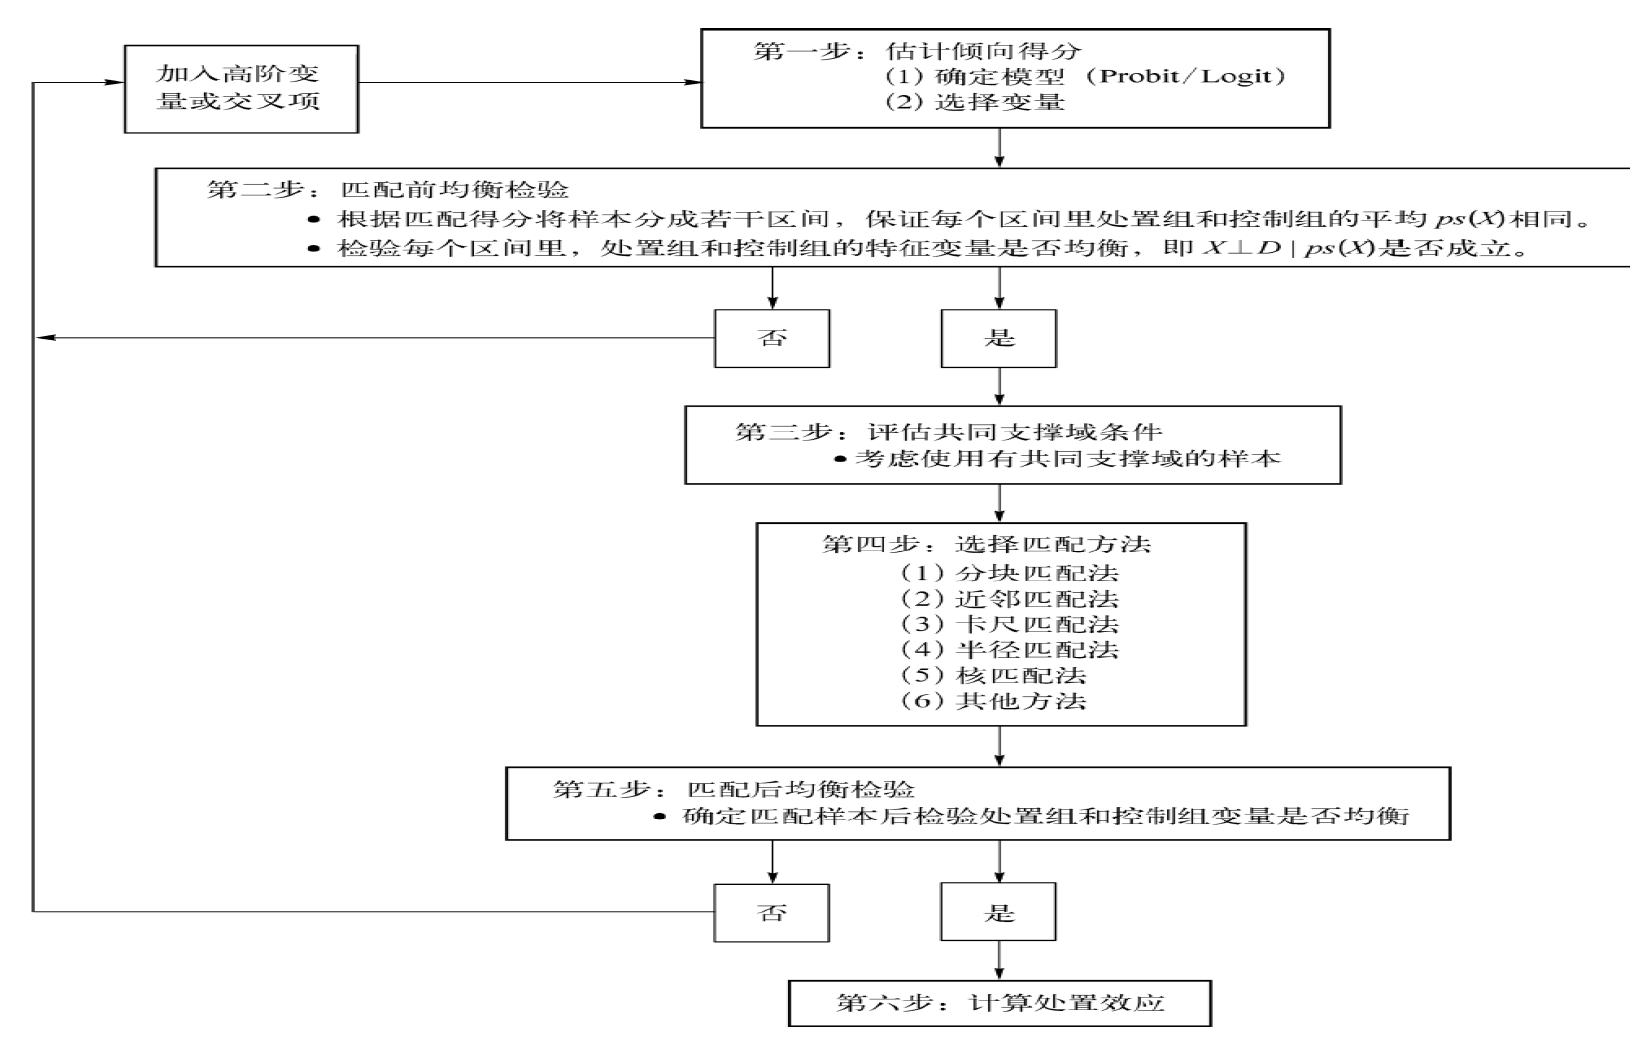 加入高阶变
量或交叉项
第一步：估计倾向得分
(1) 确定模型（Probit/Logit）
(2) 选择变量
第二步：匹配前均衡检验
• 根据匹配得分将样本分成若干区间，保证每个区间里处置组和控制组的平均 ps(X)相同。
• 检验每个区间里，处置组和控制组的特征变量是否均衡，即 X⊥D | ps(X)是否成立。
否
是
第三步：评估共同支撑域条件
• 考虑使用有共同支撑域的样本
第四步：选择匹配方法
(1) 分块匹配法
(2) 近邻匹配法
(3) 卡尺匹配法
(4) 半径匹配法
(5) 核匹配法
(6) 其他方法
第五步：匹配后均衡检验
• 确定匹配样本后检验处置组和控制组变量是否均衡
否
是
第六步：计算处置效应